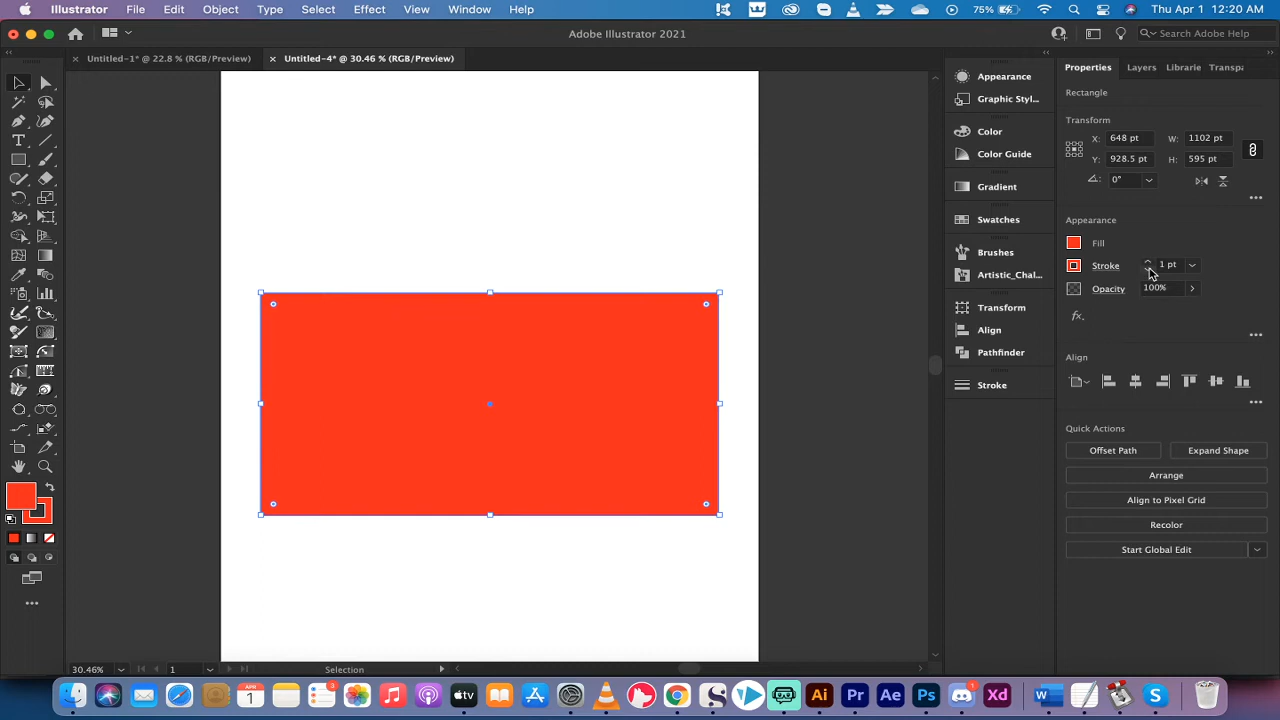 Illustrator File Edit Object Type Select Effect View Window Help 75% Thu Apr 1 12:20 AM
Adobe Illustrator 2021
Search Adobe Help
× Untitled-1* @ 22.8 % (RGB/Preview)
× Untitled-4* @ 30.46 % (RGB/Preview)
Appearance
Graphic Styl...
Color
Color Guide
Gradient
Swatches
Brushes
Artistic_Chal...
Transform
Align
Pathfinder
Stroke
Properties Layers Librarie Transpa
Rectangle
Transform
X: 648 pt W: 1102 pt
Y: 928.5 pt H: 595 pt
0°
Appearance
Fill
Stroke 1 pt
Opacity 100%
fx.
Align
Quick Actions
Offset Path Expand Shape
Arrange
Align to Pixel Grid
Recolor
Start Global Edit
30.46% 1 Selection
3
APR
1
tv
Ai Pr Ae Ps 1 Xd W S